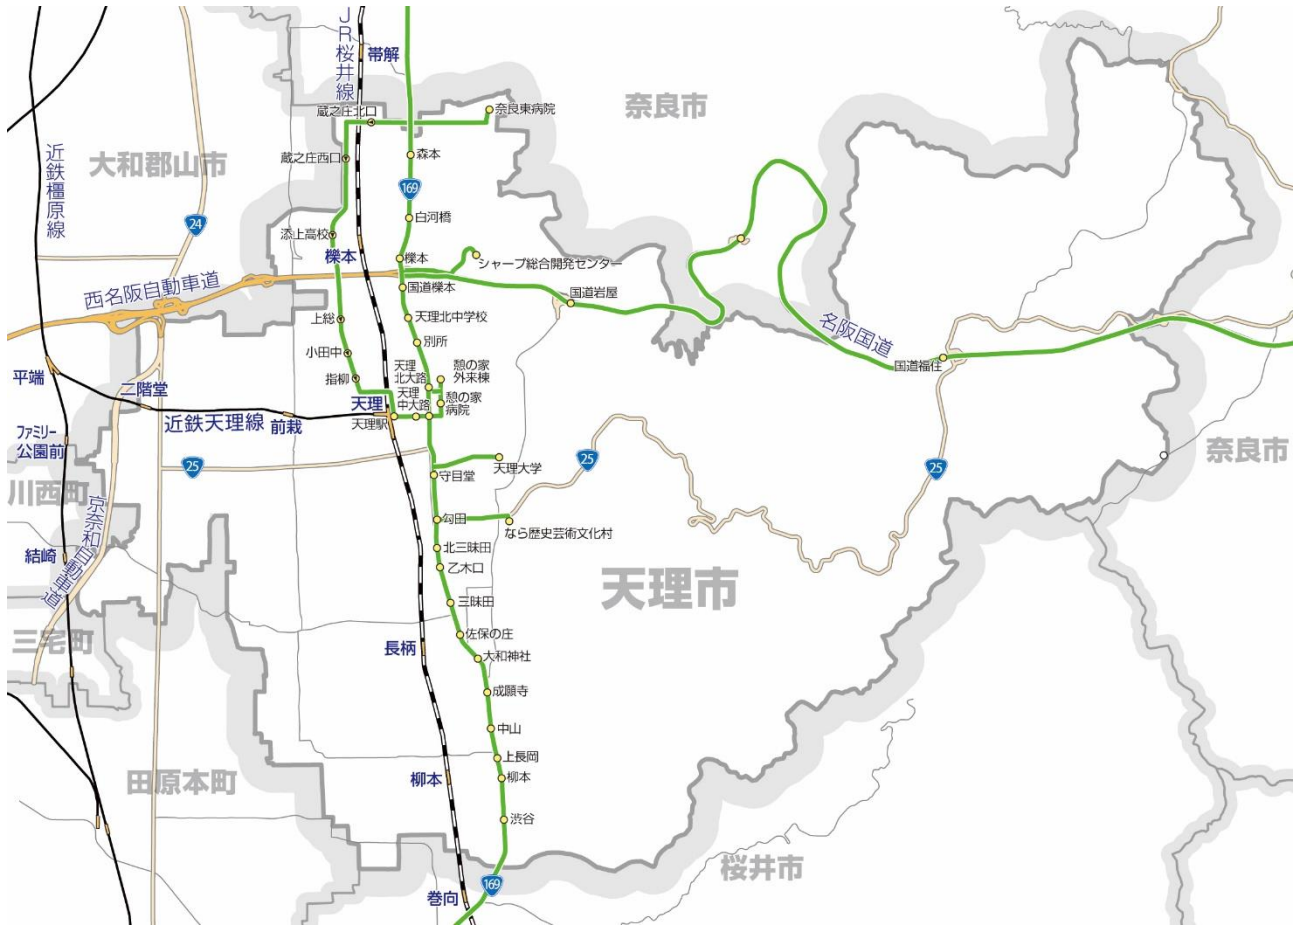 JR桜井線
帯解
奈良市
蔵之庄北口
奈良東病院
近鉄橿原線
大和郡山市
蔵之庄西口
森本
169
24
白河橋
添上高校
櫟本
櫟本
シャープ総合開発センター
西名阪自動車道
国道櫟本
国道岩屋
上総
天理北中学校
名阪国道
小田中
別所
国道福住
平端
二階堂
指柳
天理
北大路
憩の家
外来棟
天理
天理
中大路
憩の家
病院
近鉄天理線
前栽
天理駅
ファミリー
公園前
25
守目堂
天理大学
25
25
奈良市
川西町
京奈和自動車道
勾田
なら歴史芸術文化村
結崎
北三昧田
乙木口
天理市
三昧田
三宅町
佐保の庄
長柄
大和神社
成願寺
中山
上長岡
田原本町
柳本
柳本
渋谷
桜井市
169
巻向